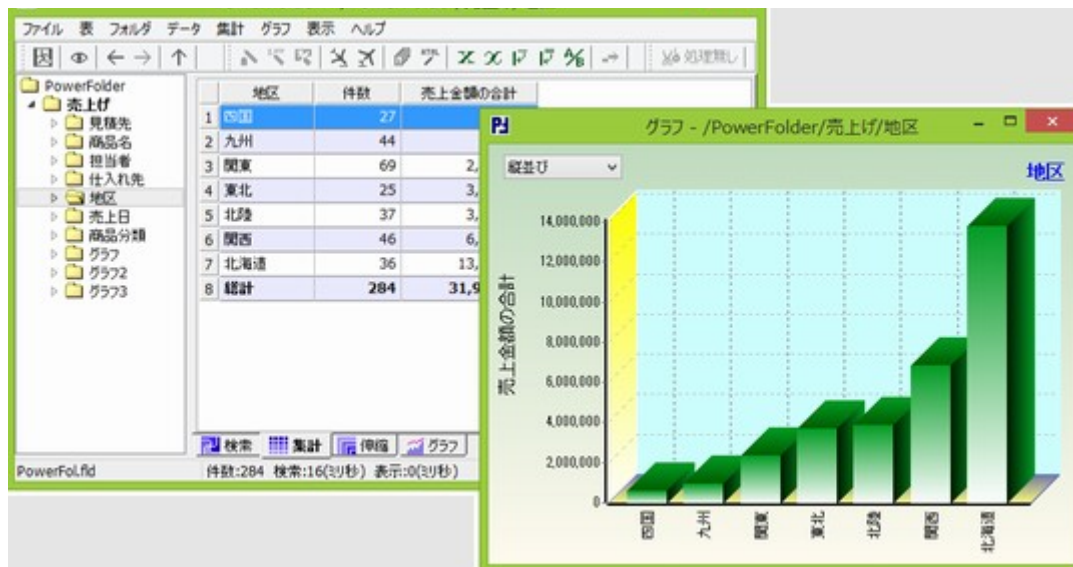 ファイル 表 フォルダ データ 集計 グラフ 表示 ヘルプ
処理無し
PowerFolder
売上げ
見積先
商品名
担当者
仕入れ先
地区
売上日
商品分類
グラフ
グラフ2
グラフ3
地区 件数 売上金額の合計
1 四国 27
2 九州 44
3 関東 69 2,
4 東北 25 3,
5 北陸 37 3,
6 関西 46 6,
7 北海道 36 13,
8 総計 284 31,9
検索 集計 伸縮 グラフ
PowerFol.fld 件数:284 検索:16(ミリ秒) 表示:0(ミリ秒)
グラフ - /PowerFolder/売上げ/地区
縦並び
地区
売上金額の合計
14,000,000
12,000,000
10,000,000
8,000,000
6,000,000
4,000,000
2,000,000
0
四国 九州 関東 東北 北陸 関西 北海道